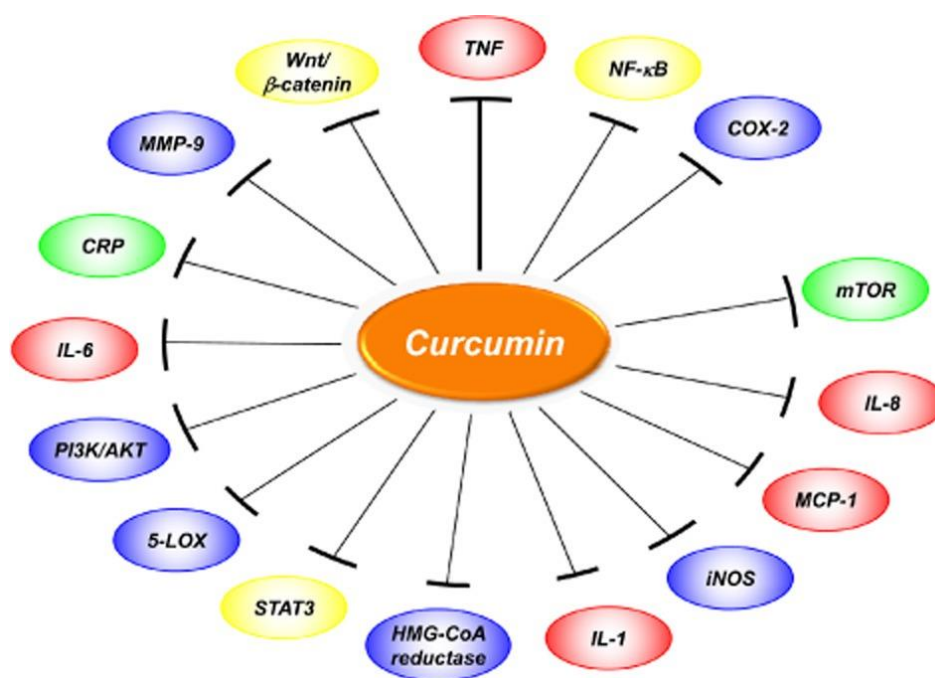 TNF
Wnt/
β-catenin
NF-κB
COX-2
MMP-9
CRP
mTOR
Curcumin
IL-6
IL-8
PI3K/AKT
MCP-1
5-LOX
iNOS
STAT3
HMG-CoA
reductase
IL-1